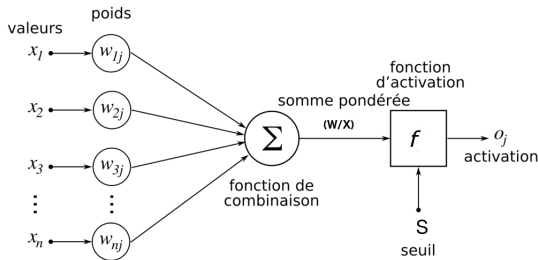 valeurs
poids
x1
w1j
x2
w2j
x3
w3j
xn
wnj
Σ
fonction de
combinaison
somme pondérée
(W/X)
fonction
d'activation
f
oj
activation
S
seuil